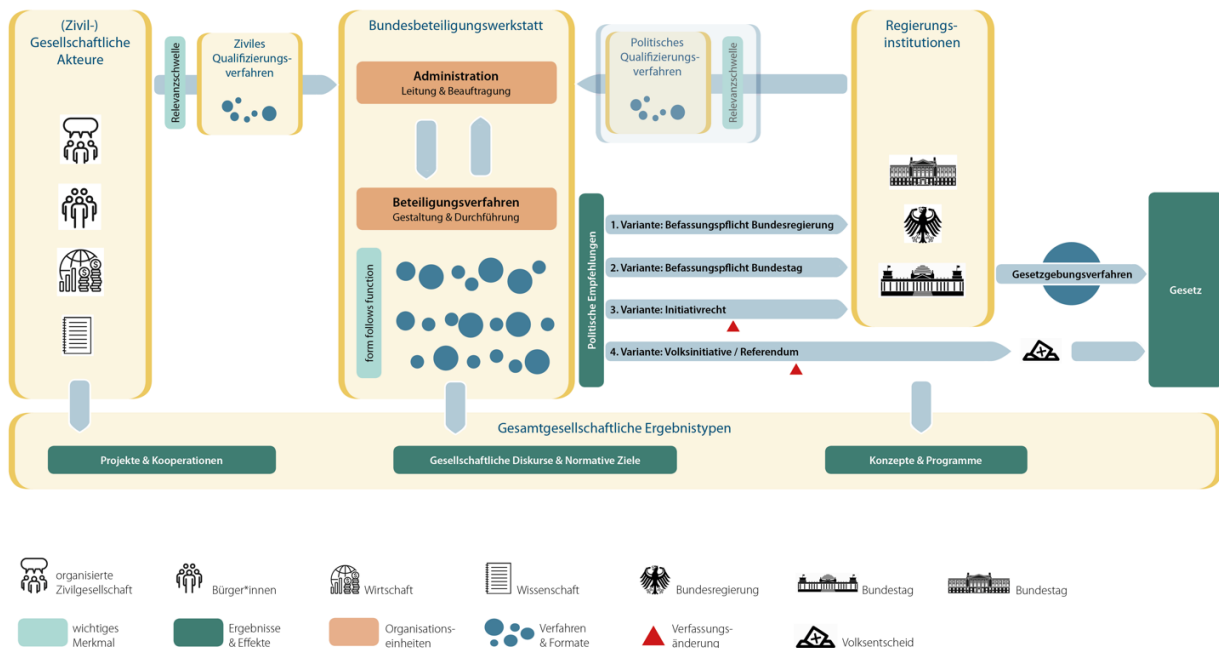 (Zivil-)
Gesellschaftliche
Akteure
Relevanzschwelle
Ziviles
Qualifizierungs-
verfahren
Bundesbeteiligungswerkstatt
Administration
Leitung & Beauftragung
Beteiligungsverfahren
Gestaltung & Durchführung
form follows function
Politisches
Qualifizierungs-
verfahren
Relevanzschwelle
Regierungs-
institutionen
Politische Empfehlungen
1. Variante: Befassungspflicht Bundesregierung
2. Variante: Befassungspflicht Bundestag
3. Variante: Initiativrecht
4. Variante: Volksinitiative / Referendum
Gesetzgebungsverfahren
Gesetz
Gesamtgesellschaftliche Ergebnistypen
Projekte & Kooperationen
Gesellschaftliche Diskurse & Normative Ziele
Konzepte & Programme
organisierte
Zivilgesellschaft
Bürger*innen
Wirtschaft
Wissenschaft
Bundesregierung
Bundestag
Bundestag
wichtiges
Merkmal
Ergebnisse
& Effekte
Organisations-
einheiten
Verfahren
& Formate
Verfassungs-
änderung
Volksentscheid